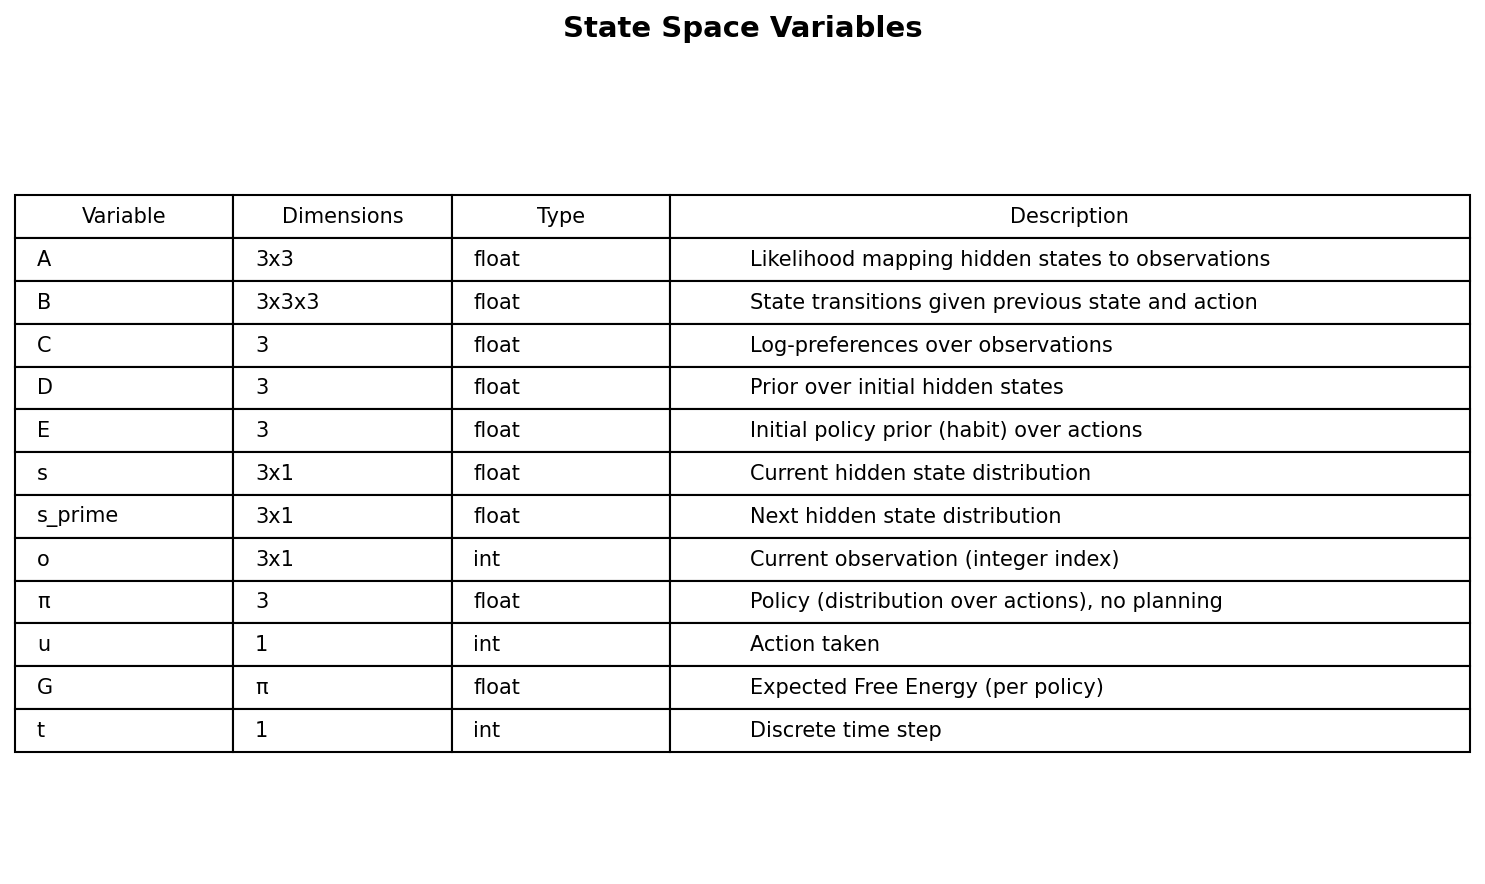 State Space Variables
Variable Dimensions Type Description
A 3x3 float Likelihood mapping hidden states to observations
B 3x3x3 float State transitions given previous state and action
C 3 float Log-preferences over observations
D 3 float Prior over initial hidden states
E 3 float Initial policy prior (habit) over actions
s 3x1 float Current hidden state distribution
s_prime 3x1 float Next hidden state distribution
o 3x1 int Current observation (integer index)
π 3 float Policy (distribution over actions), no planning
u 1 int Action taken
G π float Expected Free Energy (per policy)
t 1 int Discrete time step